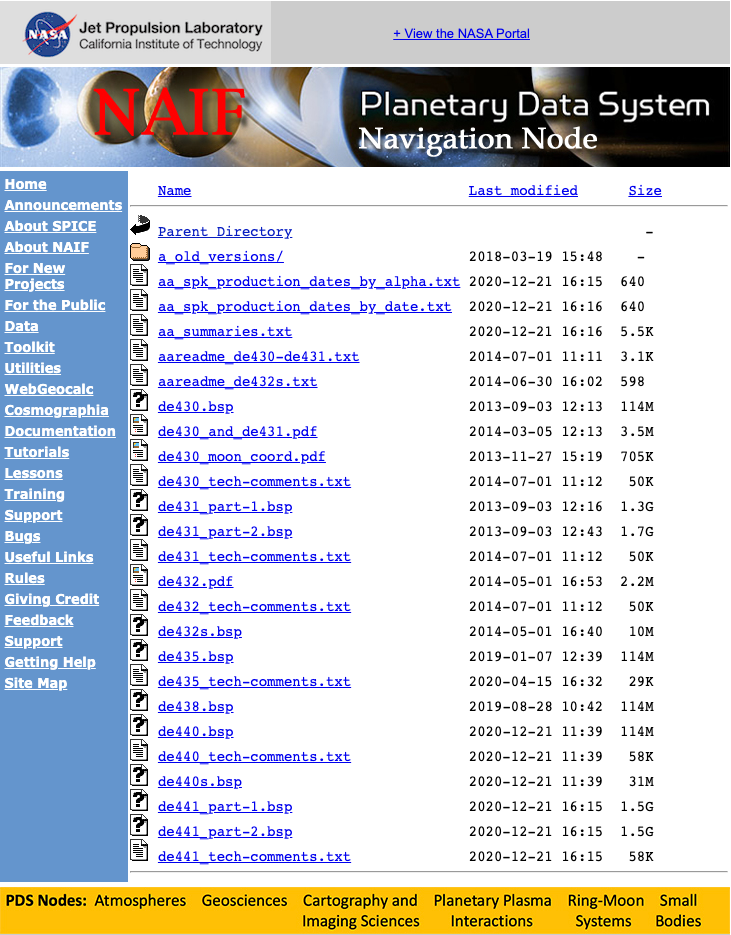 NASA
Jet Propulsion Laboratory
California Institute of Technology
+ View the NASA Portal
NAIF
Planetary Data System
Navigation Node
Home
Announcements
About SPICE
About NAIF
For New
Projects
For the Public
Data
Toolkit
Utilities
WebGeocalc
Cosmographia
Documentation
Tutorials
Lessons
Training
Support
Bugs
Useful Links
Rules
Giving Credit
Feedback
Support
Getting Help
Site Map
Name Last modified Size
Parent Directory -
a_old_versions/ 2018-03-19 15:48 -
aa_spk_production_dates_by_alpha.txt 2020-12-21 16:15 640
aa_spk_production_dates_by_date.txt 2020-12-21 16:16 640
aa_summaries.txt 2020-12-21 16:16 5.5K
aareadme_de430-de431.txt 2014-07-01 11:11 3.1K
aareadme_de432s.txt 2014-06-30 16:02 598
de430.bsp 2013-09-03 12:13 114M
de430_and_de431.pdf 2014-03-05 12:13 3.5M
de430_moon_coord.pdf 2013-11-27 15:19 705K
de430_tech-comments.txt 2014-07-01 11:12 50K
de431_part-1.bsp 2013-09-03 12:16 1.3G
de431_part-2.bsp 2013-09-03 12:43 1.7G
de431_tech-comments.txt 2014-07-01 11:12 50K
de432.pdf 2014-05-01 16:53 2.2M
de432_tech-comments.txt 2014-07-01 11:12 50K
de432s.bsp 2014-05-01 16:40 10M
de435.bsp 2019-01-07 12:39 114M
de435_tech-comments.txt 2020-04-15 16:32 29K
de438.bsp 2019-08-28 10:42 114M
de440.bsp 2020-12-21 11:39 114M
de440_tech-comments.txt 2020-12-21 11:39 58K
de440s.bsp 2020-12-21 11:39 31M
de441_part-1.bsp 2020-12-21 16:15 1.5G
de441_part-2.bsp 2020-12-21 16:15 1.5G
de441_tech-comments.txt 2020-12-21 16:15 58K
PDS Nodes: Atmospheres Geosciences Cartography and Planetary Plasma Ring-Moon Small
Imaging Sciences Interactions Systems Bodies